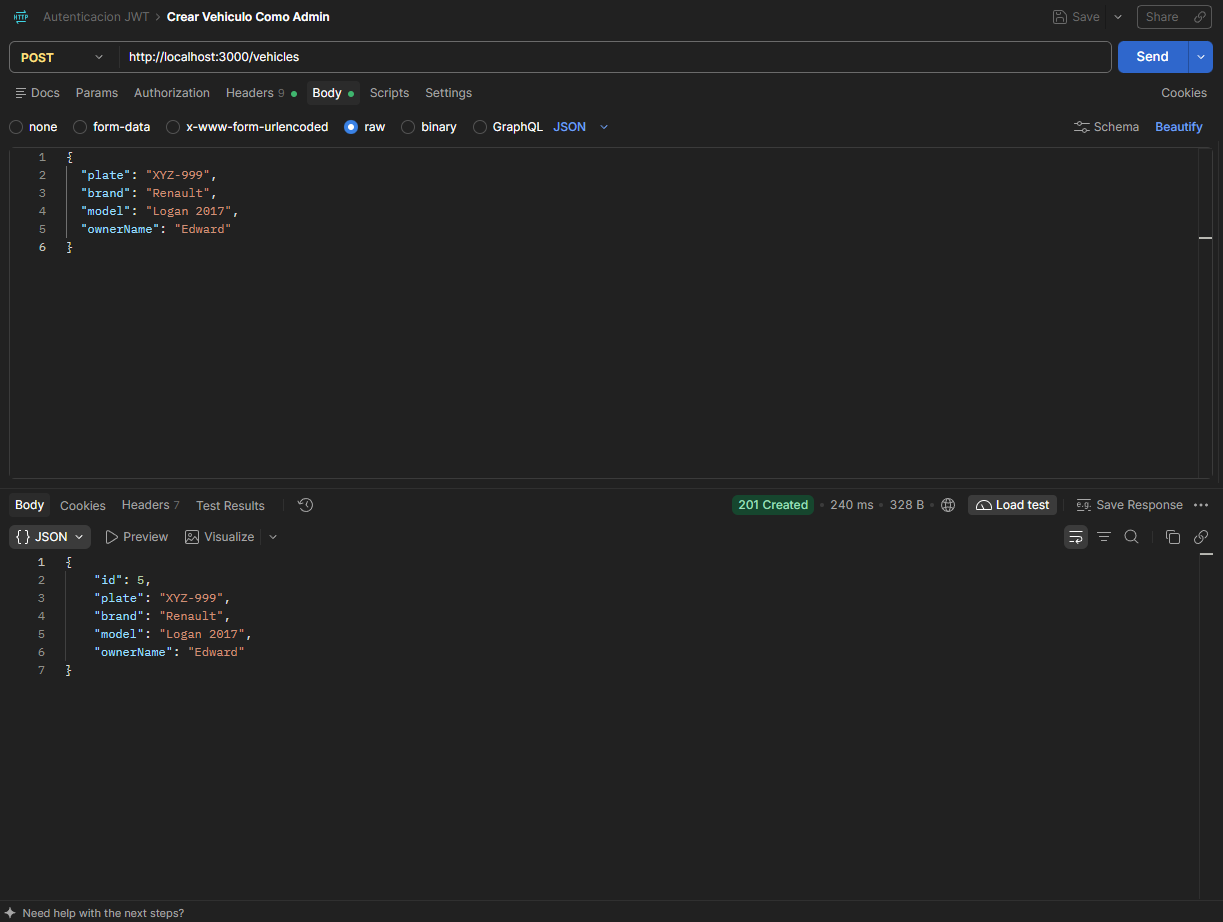 HTTP Autenticacion JWT > Crear Vehiculo Como Admin Save Share
POST http://localhost:3000/vehicles Send
Docs Params Authorization Headers 9 Body Scripts Settings Cookies
none form-data x-www-form-urlencoded raw binary GraphQL JSON Schema Beautify
1 {
2 "plate": "XYZ-999",
3 "brand": "Renault",
4 "model": "Logan 2017",
5 "ownerName": "Edward"
6 }
Body Cookies Headers 7 Test Results 201 Created • 240 ms • 328 B • Load test e.g. Save Response
{} JSON Preview Visualize
1 {
2 "id": 5,
3 "plate": "XYZ-999",
4 "brand": "Renault",
5 "model": "Logan 2017",
6 "ownerName": "Edward"
7 }
Need help with the next steps?